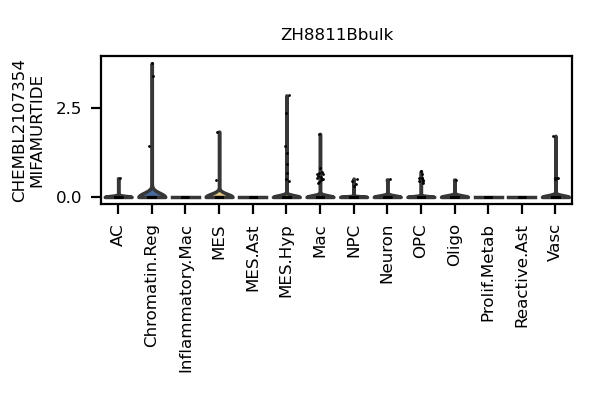 ZH8811Bbulk
CHEMBL2107354
MIFAMURTIDE
2.5
0.0
AC
Chromatin.Reg
Inflammatory.Mac
MES
MES.Ast
MES.Hyp
Mac
NPC
Neuron
OPC
Oligo
Prolif.Metab
Reactive.Ast
Vasc